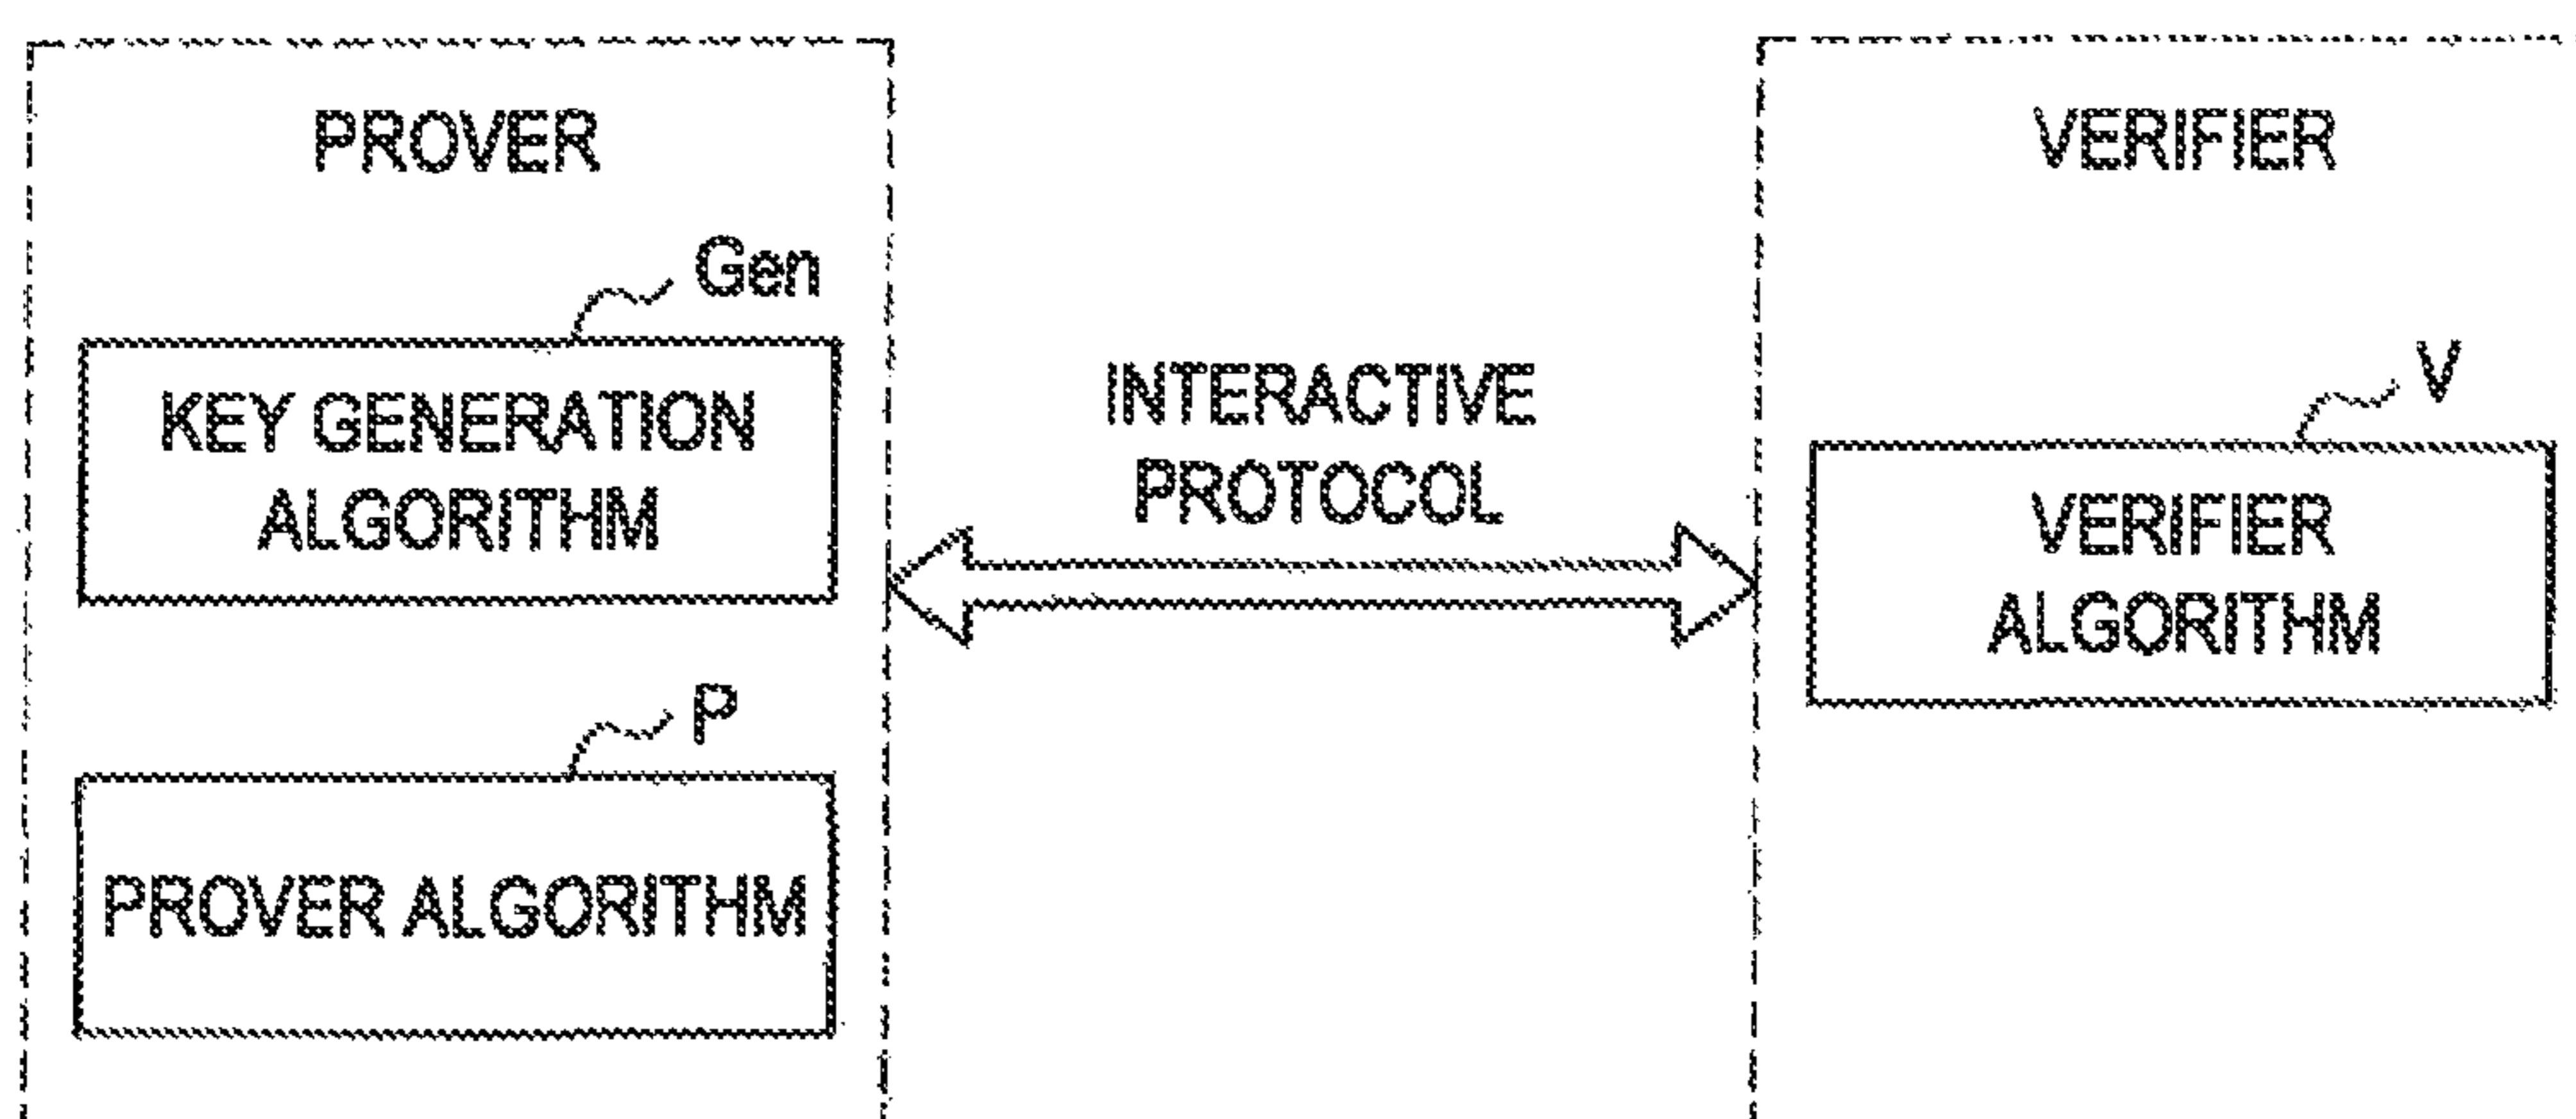 PROVER
Gen
KEY GENERATION
ALGORITHM
P
PROVER ALGORITHM
INTERACTIVE
PROTOCOL
VERIFIER
V
VERIFIER
ALGORITHM